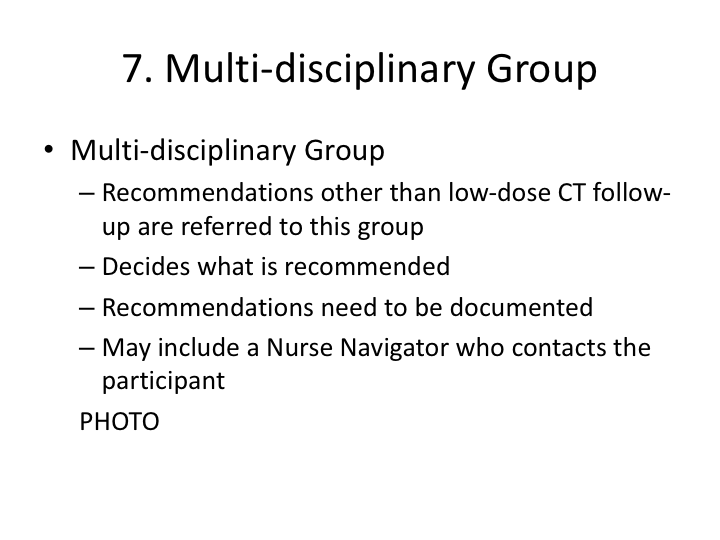 7. Multi-disciplinary Group
• Multi-disciplinary Group
– Recommendations other than low-dose CT follow-
up are referred to this group
– Decides what is recommended
– Recommendations need to be documented
– May include a Nurse Navigator who contacts the
participant
PHOTO